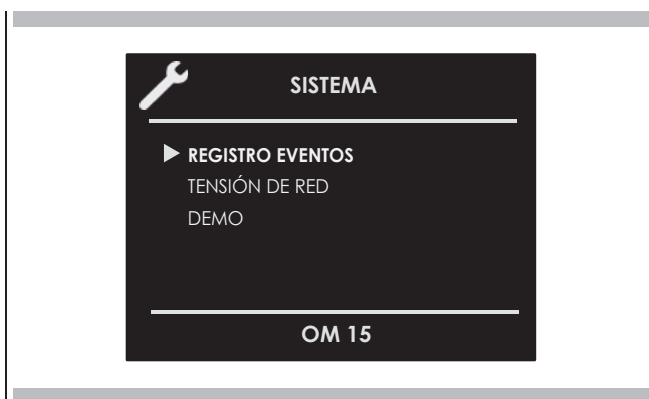 SISTEMA
REGISTRO EVENTOS
TENSIÓN DE RED
DEMO
OM 15